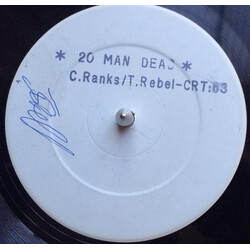 * 20 MAN DEAD *
C.Ranks/T.Rebel-CRT:63